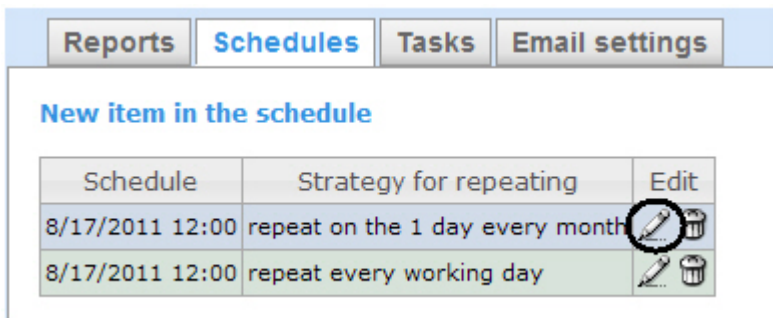 Reports Schedules Tasks Email settings
New item in the schedule
Schedule Strategy for repeating Edit
8/17/2011 12:00 repeat on the 1 day every month
8/17/2011 12:00 repeat every working day